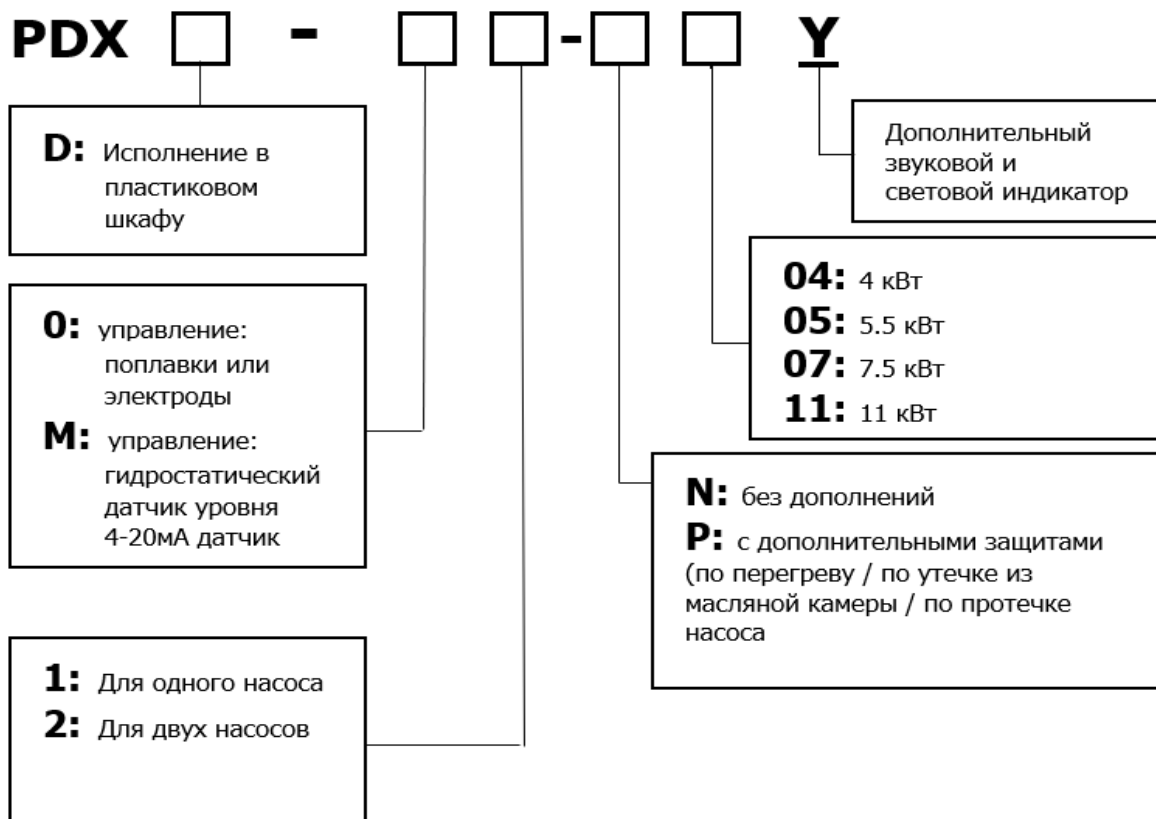 PDX - - Y
D: Исполнение в
пластиковом
шкафу
0: управление:
поплавки или
электроды
M: управление:
гидростатический
датчик уровня
4-20мА датчик
1: Для одного насоса
2: Для двух насосов
Дополнительный
звуковой и
световой индикатор
04: 4 кВт
05: 5.5 кВт
07: 7.5 кВт
11: 11 кВт
N: без дополнений
P: с дополнительными защитами
(по перегреву / по утечке из
масляной камеры / по протечке
насоса